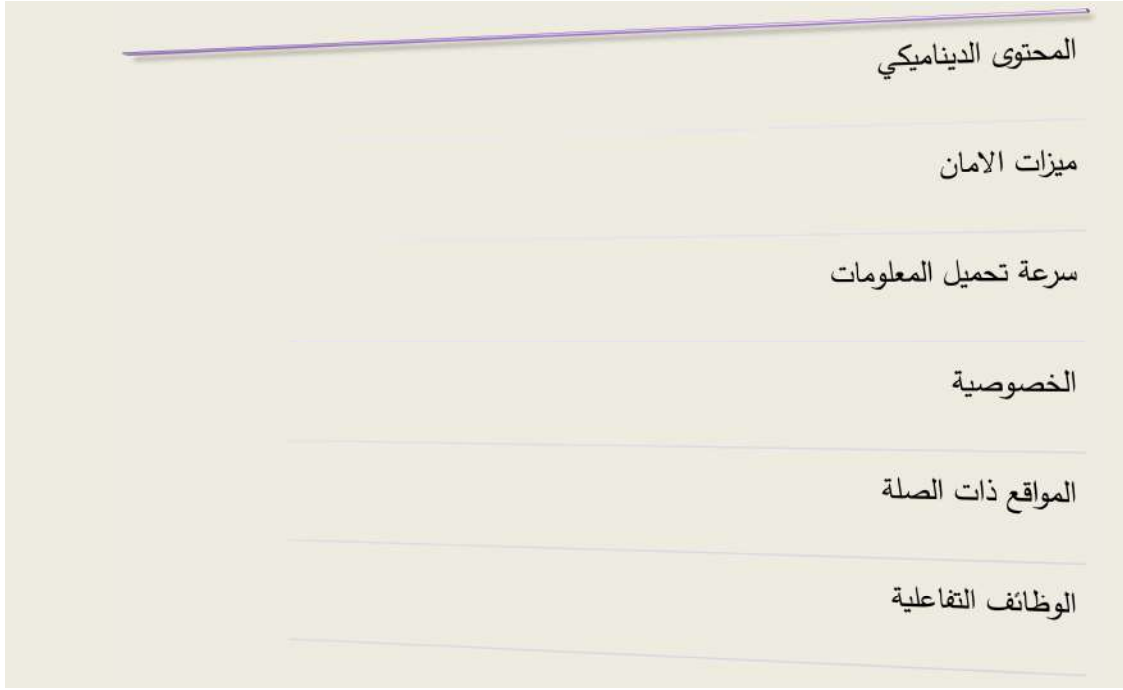 المحتوى الديناميكي
ميزات الامان
سرعة تحميل المعلومات
الخصوصية
المواقع ذات الصلة
الوظائف التفاعلية